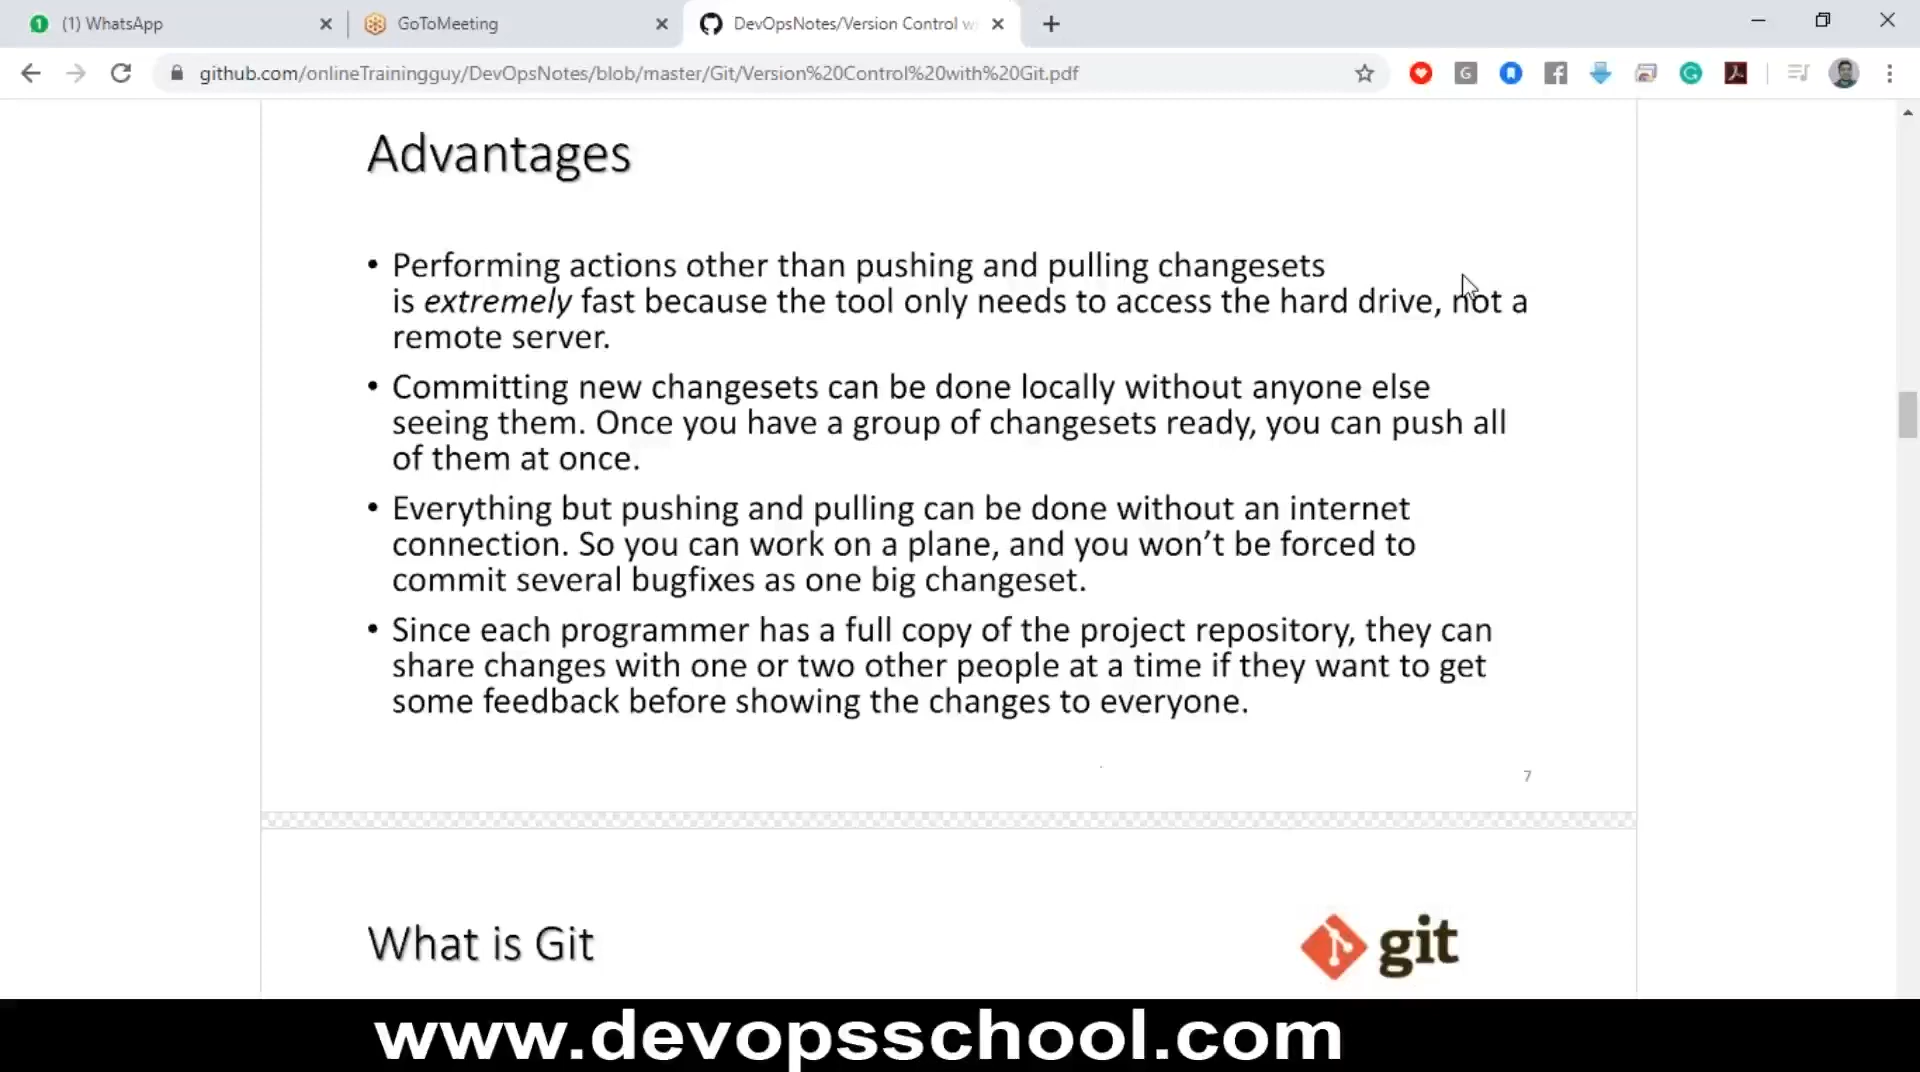 (1) WhatsApp
GoToMeeting
DevOpsNotes/Version Control w
github.com/onlineTrainingguy/DevOpsNotes/blob/master/Git/Version%20Control%20with%20Git.pdf
Advantages
• Performing actions other than pushing and pulling changesets
is extremely fast because the tool only needs to access the hard drive, not a
remote server.
• Committing new changesets can be done locally without anyone else
seeing them. Once you have a group of changesets ready, you can push all
of them at once.
• Everything but pushing and pulling can be done without an internet
connection. So you can work on a plane, and you won’t be forced to
commit several bugfixes as one big changeset.
• Since each programmer has a full copy of the project repository, they can
share changes with one or two other people at a time if they want to get
some feedback before showing the changes to everyone.
7
What is Git
git
www.devopsschool.com